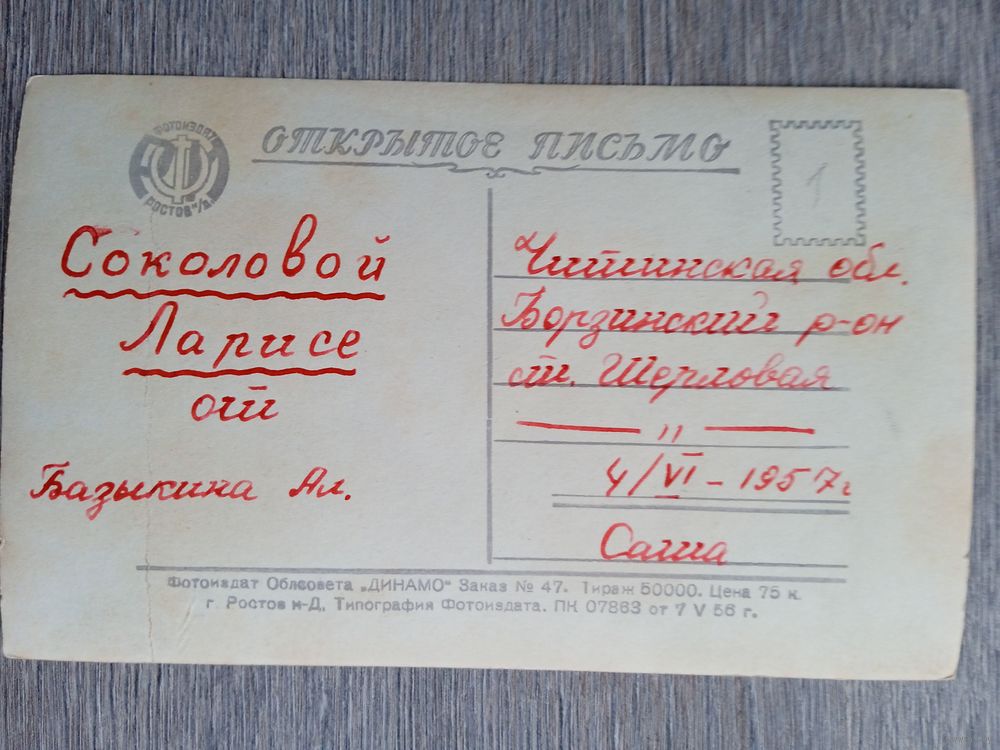 ОТКРЫТОЕ ПИСЬМО
ФОТОИЗДАТ
РОСТОВ н/Д.
1
Соколовой
Ларисе
от
Базыкина Ал.
Читинская обл.
Борзинский р-он
ст. Шерловая
— „ —
4/VI – 1957г
Саша
Фотоиздат Облсовета „ДИНАМО" Заказ № 47. Тираж 50000. Цена 75 к.
г. Ростов н-Д, Типография Фотоиздата. ПК 07863 от 7 V 56 г.